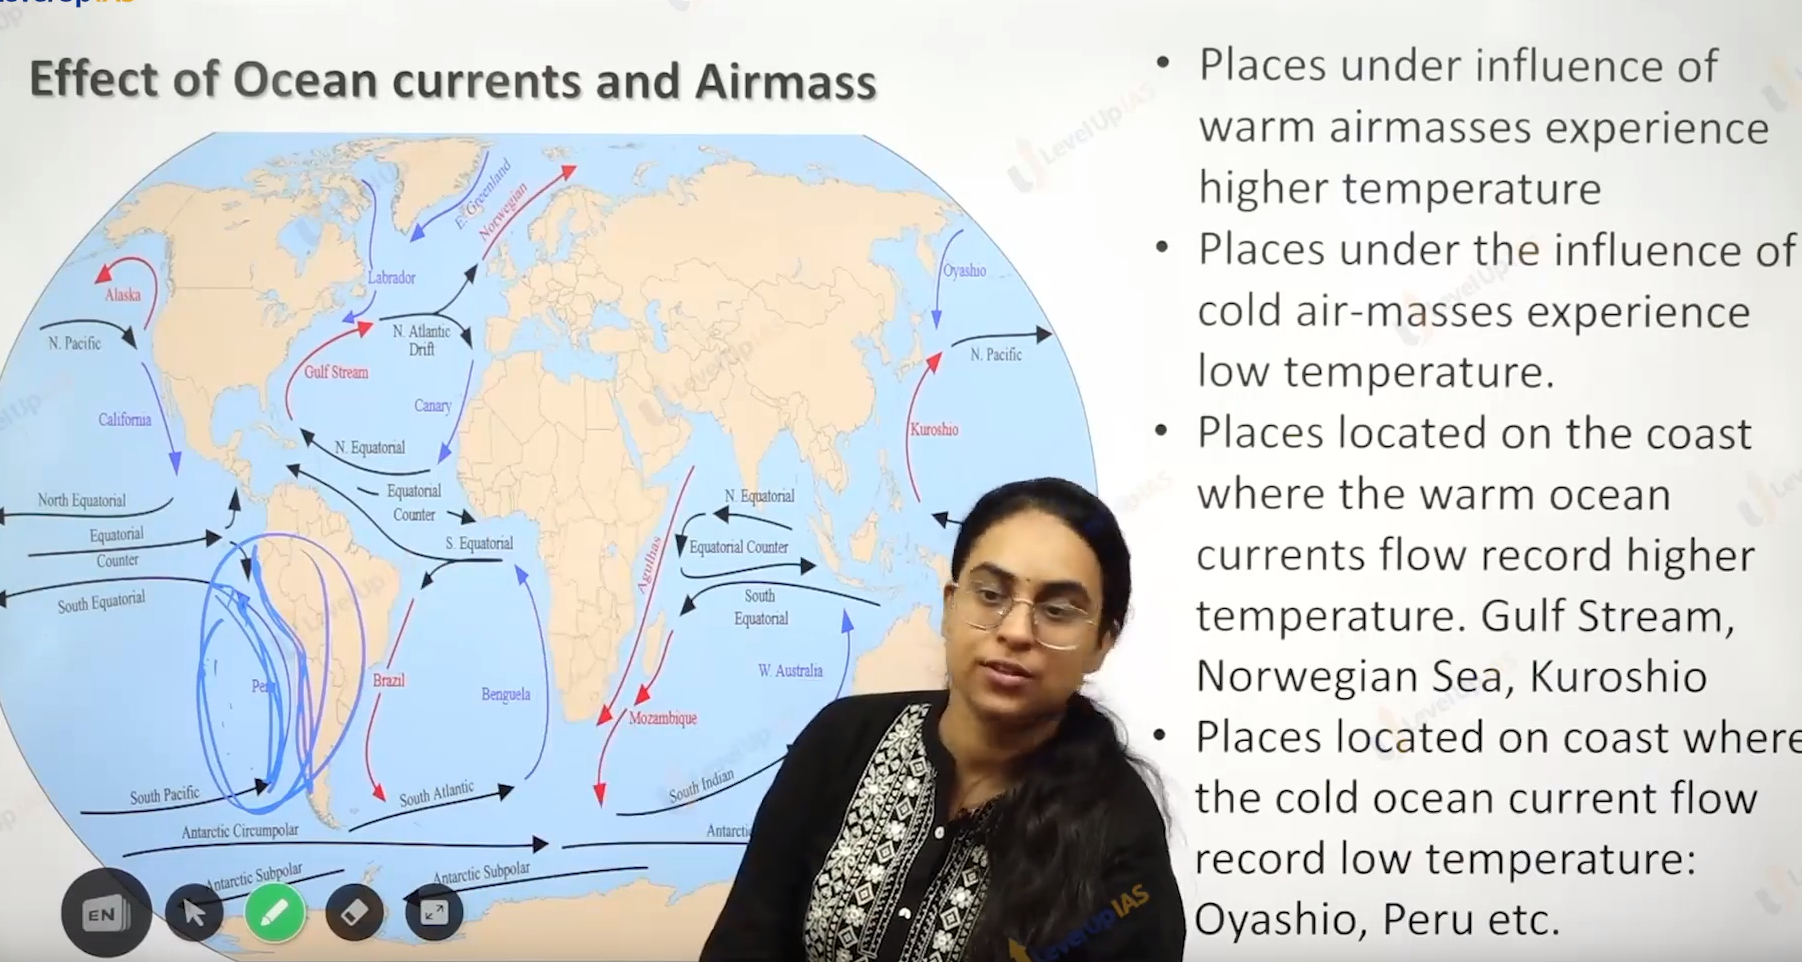 LevelUp IAS
Effect of Ocean currents and Airmass
• Places under influence of
warm airmasses experience
higher temperature
• Places under the influence of
cold air-masses experience
low temperature.
• Places located on the coast
where the warm ocean
currents flow record higher
temperature. Gulf Stream,
Norwegian Sea, Kuroshio
• Places located on coast where
the cold ocean current flow
record low temperature:
Oyashio, Peru etc.
E. Greenland
Norwegian
Labrador
Oyashio
Alaska
N. Pacific
N. Atlantic
Drift
N. Pacific
Gulf Stream
California
Canary
Kuroshio
N. Equatorial
North Equatorial
Equatorial
Counter
N. Equatorial
Equatorial
Counter
S. Equatorial
Equatorial Counter
Agulhas
South Equatorial
South
Equatorial
Peru
Brazil
Benguela
W. Australia
Mozambique
South Pacific
South Atlantic
South Indian
Antarctic Circumpolar
Antarcti
Antarctic Subpolar
Antarctic Subpolar
EN
LevelUp IAS